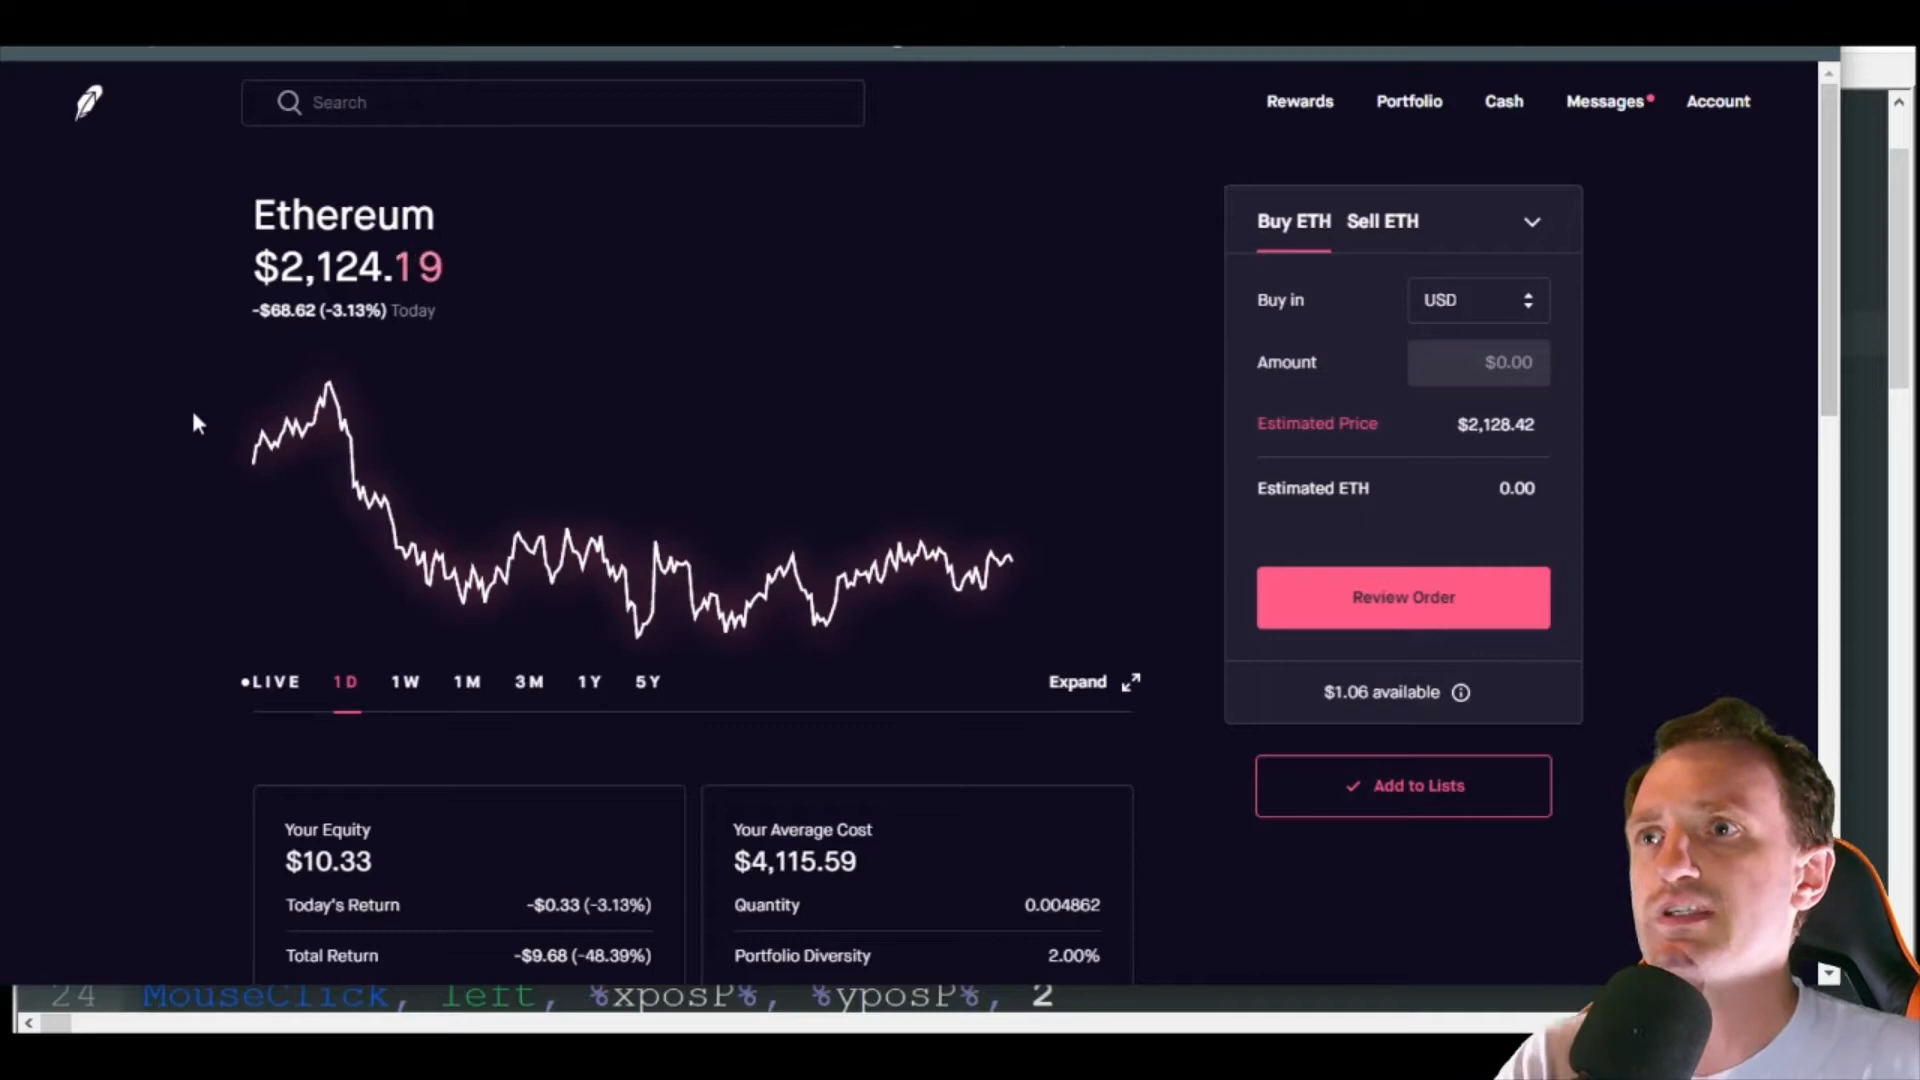 Search
Rewards Portfolio Cash Messages Account
Ethereum
$2,124.19
-$68.62 (-3.13%) Today
Buy ETH Sell ETH
Buy in USD
Amount $0.00
Estimated Price $2,128.42
Estimated ETH 0.00
Review Order
$1.06 available
Add to Lists
LIVE 1D 1W 1M 3M 1Y 5Y
Expand
Your Equity
$10.33
Today's Return -$0.33 (-3.13%)
Total Return -$9.68 (-48.39%)
Your Average Cost
$4,115.59
Quantity 0.004862
Portfolio Diversity 2.00%
24 MouseClick, left, %xposP%, %yposP%, 2